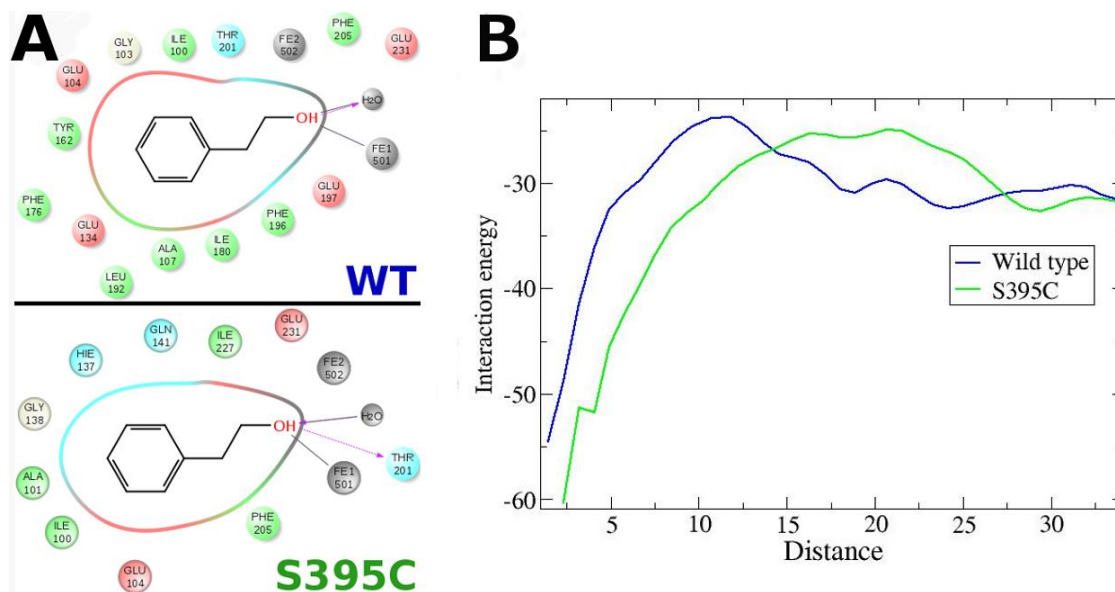 A
GLY
103
ILE
100
THR
201
FE2
502
PHE
205
GLU
231
GLU
104
H2O
OH
TYR
162
FE1
501
GLU
197
PHE
176
PHE
196
GLU
134
ALA
107
ILE
180
LEU
192
WT
GLN
141
ILE
227
GLU
231
HIE
137
FE2
502
GLY
138
H2O
OH
THR
201
ALA
101
FE1
501
ILE
100
PHE
205
GLU
104
S395C
B
Interaction energy
-30
-40
-50
-60
Wild type
S395C
5 10 15 20 25 30
Distance